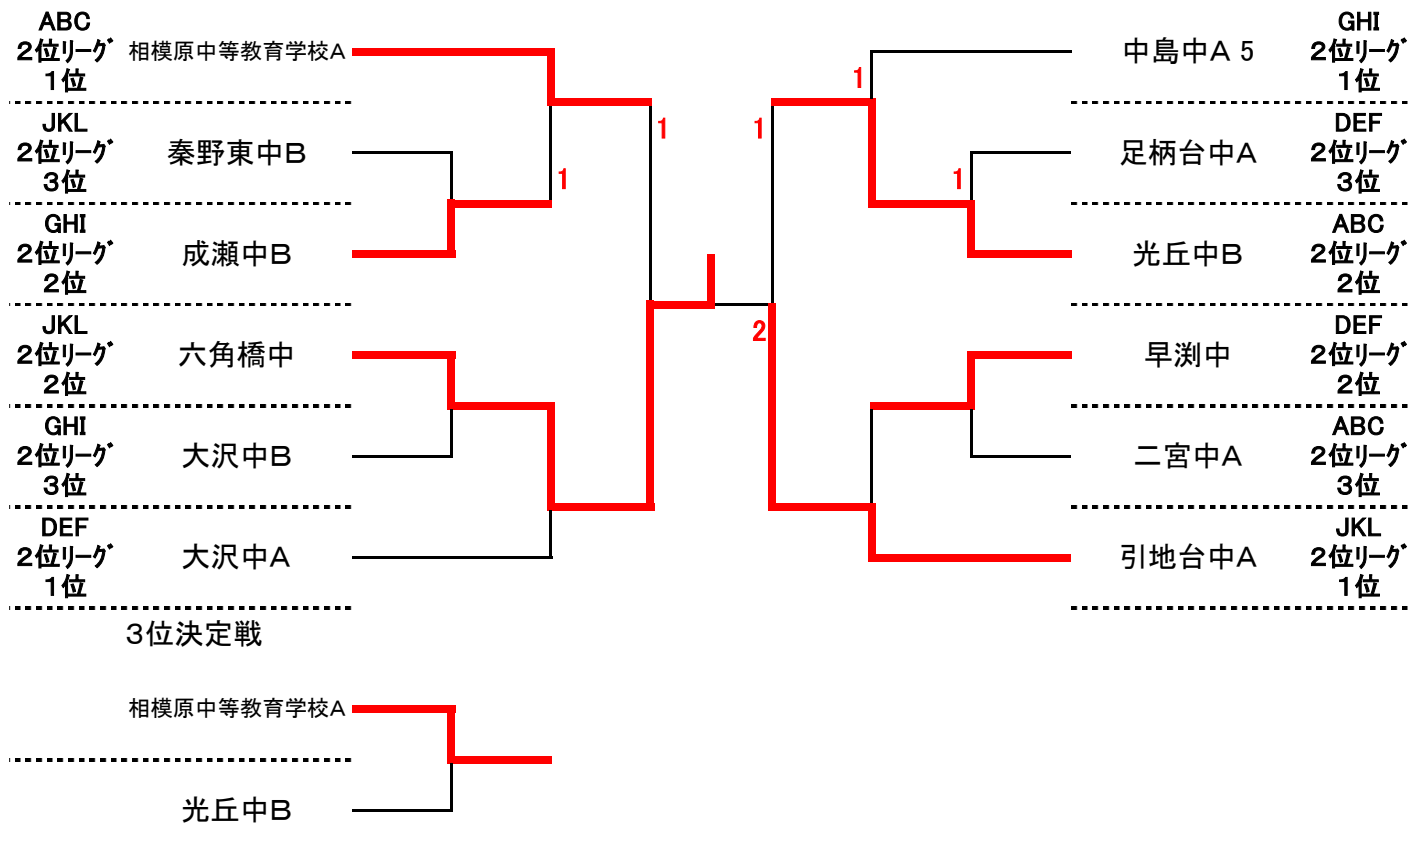 ABC
2位リーグ
1位
相模原中等教育学校A
JKL
2位リーグ
3位
秦野東中B
GHI
2位リーグ
2位
成瀬中B
JKL
2位リーグ
2位
六角橋中
GHI
2位リーグ
3位
大沢中B
DEF
2位リーグ
1位
大沢中A
1
1
1
1
1
2
中島中A 5
GHI
2位リーグ
1位
足柄台中A
DEF
2位リーグ
3位
光丘中B
ABC
2位リーグ
2位
早渕中
DEF
2位リーグ
2位
二宮中A
ABC
2位リーグ
3位
引地台中A
JKL
2位リーグ
1位
3位決定戦
相模原中等教育学校A
光丘中B